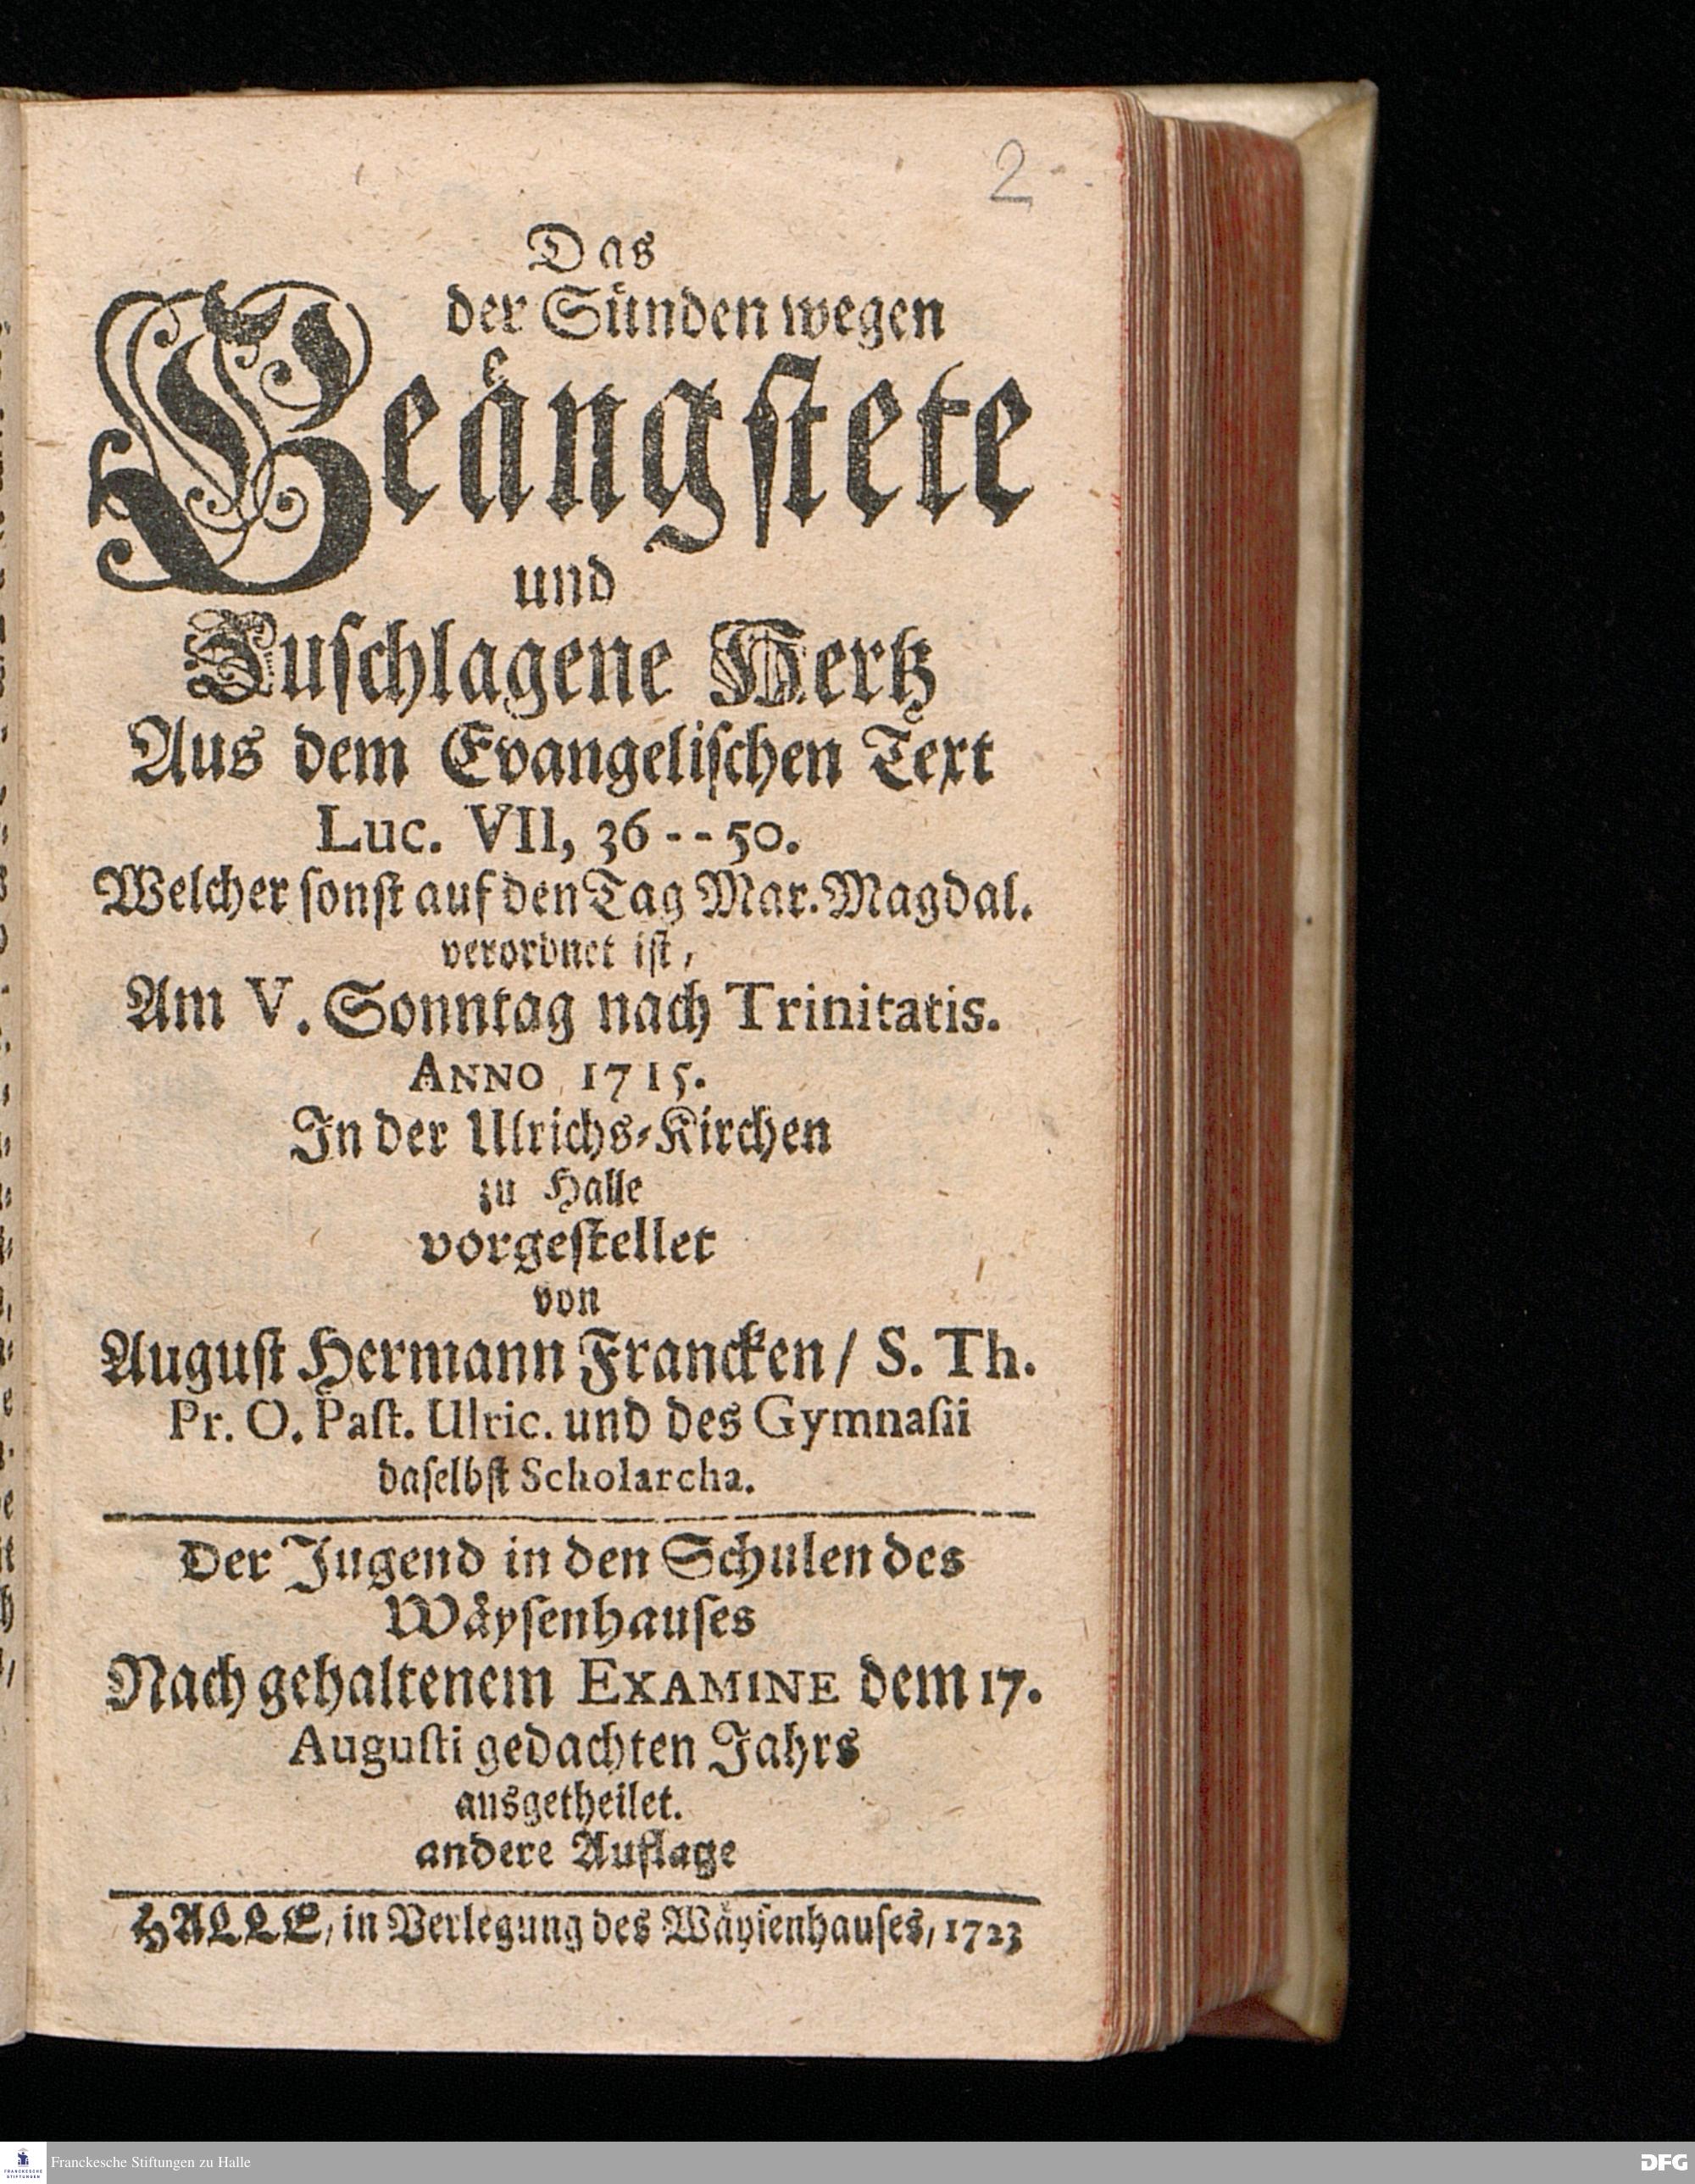 2
Das
der Sünden wegen
Geängstete
und
Zuschlagene Hertz
Aus dem Evangelischen Text
Luc. VII, 36--50.
Welcher sonst auf den Tag Mar. Magdal.
verordnet ist,
Am V. Sonntag nach Trinitatis.
ANNO 1715.
In der Ulrichs-Kirchen
zu Halle
vorgestellet
von
August Hermann Francken/ S. Th.
Pr. O. Past. Ulric. und des Gymnasii
daselbst Scholarcha.
Der Jugend in den Schulen des
Wäysenhauses
Nach gehaltenem EXAMINE dem 17.
Augusti gedachten Jahrs
ausgetheilet.
andere Auflage
HALLE, in Verlegung des Wäysenhauses, 1723
FRANCKESCHE
STIFTUNGEN
Franckesche Stiftungen zu Halle
DFG